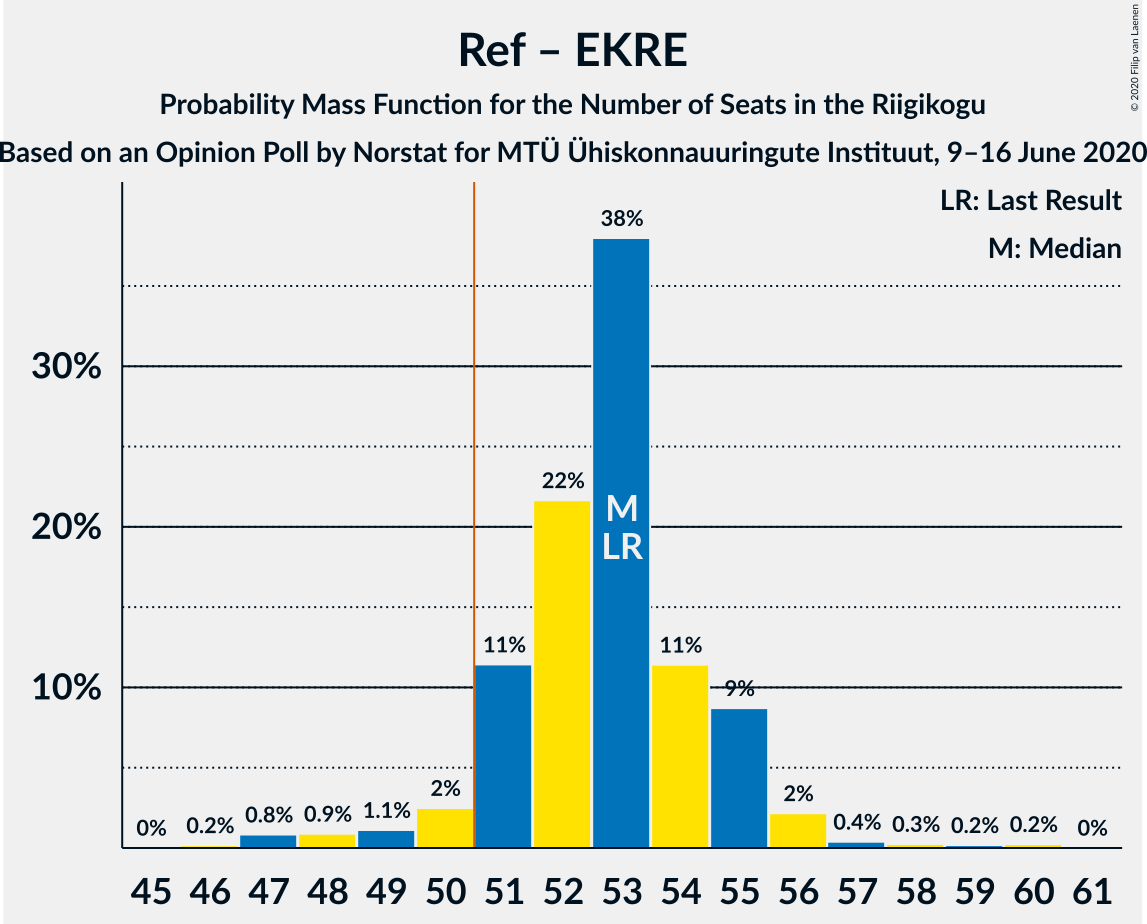 Ref – EKRE
Probability Mass Function for the Number of Seats in the Riigikogu
Based on an Opinion Poll by Norstat for MTÜ Ühiskonnauuringute Instituut, 9–16 June 2020
© 2020 Filip van Laenen
LR: Last Result
M: Median
38%
30%
22%
M
LR
20%
11%
11%
10%
9%
2%
2%
0%
0.2%
0.8%
0.9%
1.1%
0.4%
0.3%
0.2%
0.2%
0%
45 46 47 48 49 50 51 52 53 54 55 56 57 58 59 60 61